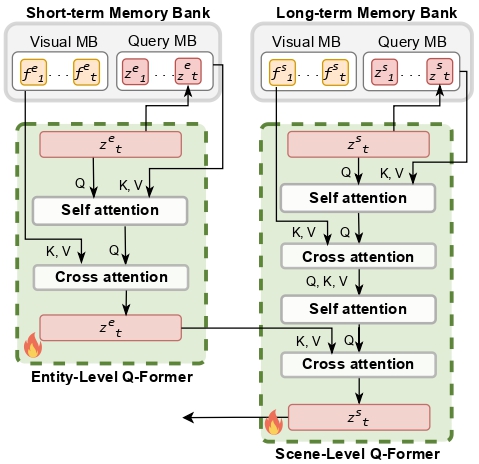 Short-term Memory Bank
Long-term Memory Bank
Visual MB
Query MB
f^e_1 ... f^e_t
z^e_1 ... z^e_t
Visual MB
Query MB
f^s_1 ... f^s_t
z^s_1 ... z^s_t
z^e_t
Q
K, V
Self attention
K, V
Q
Cross attention
z^e_t
Entity-Level Q-Former
z^s_t
Q
K, V
Self attention
K, V
Q
Cross attention
Q, K, V
Self attention
K, V
Q
Cross attention
z^s_t
Scene-Level Q-Former